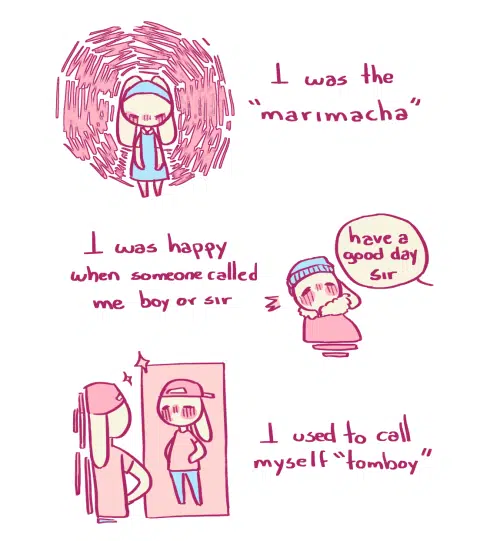 I was the
"marimacha"
I was happy
when someone called
me boy or sir
have a
good day
sir
I used to call
myself "tomboy"